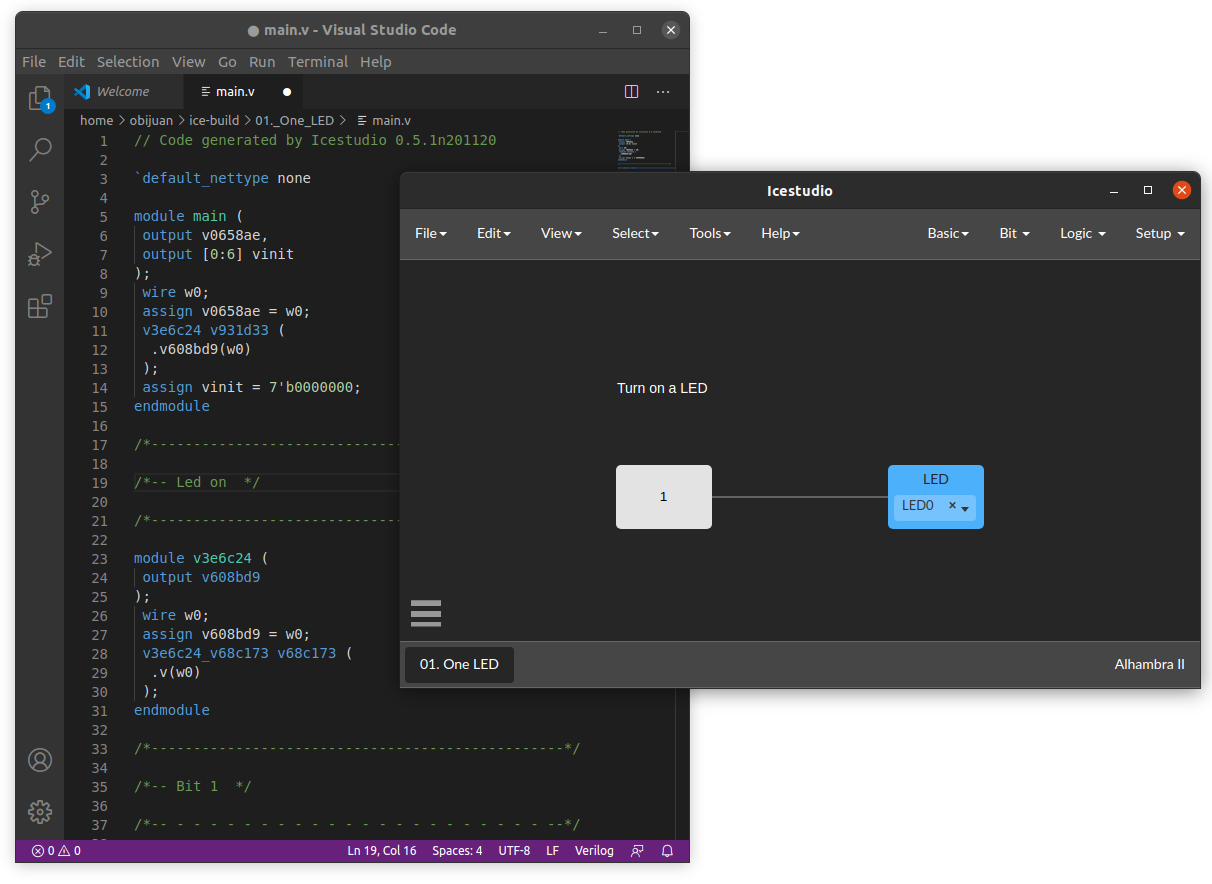 ● main.v - Visual Studio Code
File Edit Selection View Go Run Terminal Help
1
Welcome
main.v
home > obijuan > ice-build > 01._One_LED > main.v
1 // Code generated by Icestudio 0.5.1n201120
2
3 `default_nettype none
4
5 module main (
6 output v0658ae,
7 output [0:6] vinit
8 );
9 wire w0;
10 assign v0658ae = w0;
11 v3e6c24 v931d33 (
12 .v608bd9(w0)
13 );
14 assign vinit = 7'b0000000;
15 endmodule
16
17 /*------------------------------
18
19 /*-- Led on */
20
21 /*------------------------------
22
23 module v3e6c24 (
24 output v608bd9
25 );
26 wire w0;
27 assign v608bd9 = w0;
28 v3e6c24_v68c173 v68c173 (
29 .v(w0)
30 );
31 endmodule
32
33 /*-------------------------------------------------*/
34
35 /*-- Bit 1 */
36
37 /*-- - - - - - - - - - - - - - - - - - - - - - - --*/
0 0 Ln 19, Col 16 Spaces: 4 UTF-8 LF Verilog
Icestudio
File Edit View Select Tools Help Basic Bit Logic Setup
Turn on a LED
1
LED
LED0 ×
01. One LED
Alhambra II